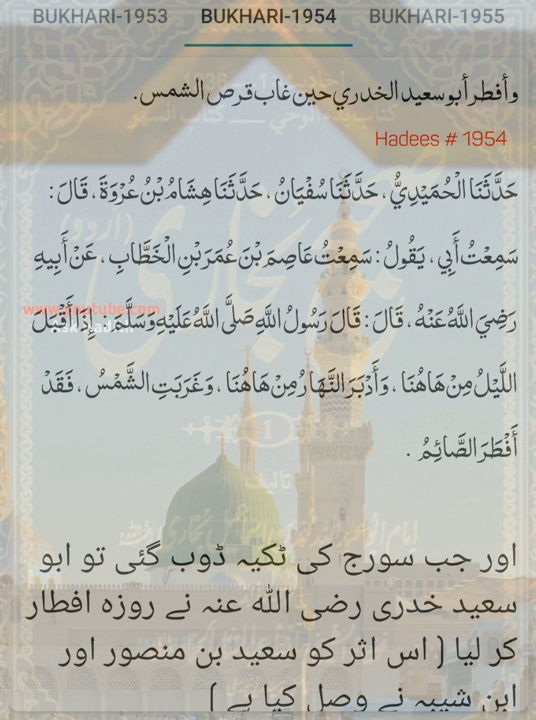 BUKHARI-1953 BUKHARI-1954 BUKHARI-1955
وأفطر أبو سعيد الخدري حين غاب قرص الشمس.
Hadees # 1954
حَدَّثَنَا الْحُمَيْدِيُّ ، حَدَّثَنَا سُفْيَانُ ، حَدَّثَنَا هِشَامُ بْنُ عُرْوَةَ ، قَالَ :
سَمِعْتُ أَبِي ، يَقُولُ : سَمِعْتُ عَاصِمَ بْنَ عُمَرَ بْنِ الْخَطَّابِ ، عَنْ أَبِيهِ
رَضِيَ اللَّهُ عَنْهُ ، قَالَ : قَالَ رَسُولُ اللَّهِ صَلَّى اللَّهُ عَلَيْهِ وَسَلَّمَ : إِذَا أَقْبَلَ
www.youtube.com
اللَّيْلُ مِنْ هَا هُنَا ، وَأَدْبَرَ النَّهَارُ مِنْ هَا هُنَا ، وَغَرَبَتِ الشَّمْسُ ، فَقَدْ
أَفْطَرَ الصَّائِمُ .
اور جب سورج کی ٹکیہ ڈوب گئی تو ابو
سعید خدری رضی اللہ عنہ نے روزہ افطار
کر لیا ( اس اثر کو سعید بن منصور اور
ابن شیبہ نے وصل کیا ہے )